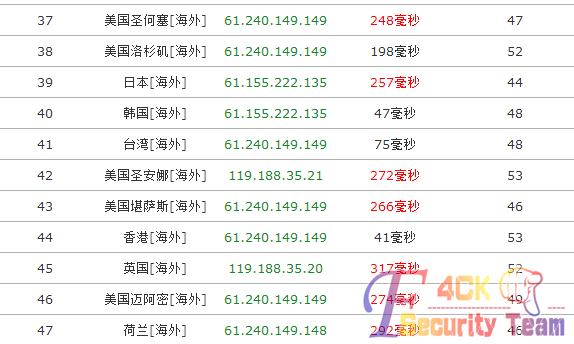 37 美国圣何塞[海外] 61.240.149.149 248毫秒 47
38 美国洛杉矶[海外] 61.240.149.149 198毫秒 52
39 日本[海外] 61.155.222.135 257毫秒 44
40 韩国[海外] 61.155.222.135 47毫秒 48
41 台湾[海外] 61.240.149.149 75毫秒 48
42 美国圣安娜[海外] 119.188.35.21 272毫秒 53
43 美国堪萨斯[海外] 61.240.149.149 266毫秒 46
44 香港[海外] 61.240.149.149 41毫秒 53
45 英国[海外] 119.188.35.20 317毫秒 52
46 美国迈阿密[海外] 61.240.149.149 274毫秒 49
47 荷兰[海外] 61.240.149.148 292毫秒
F4CK
Security Team